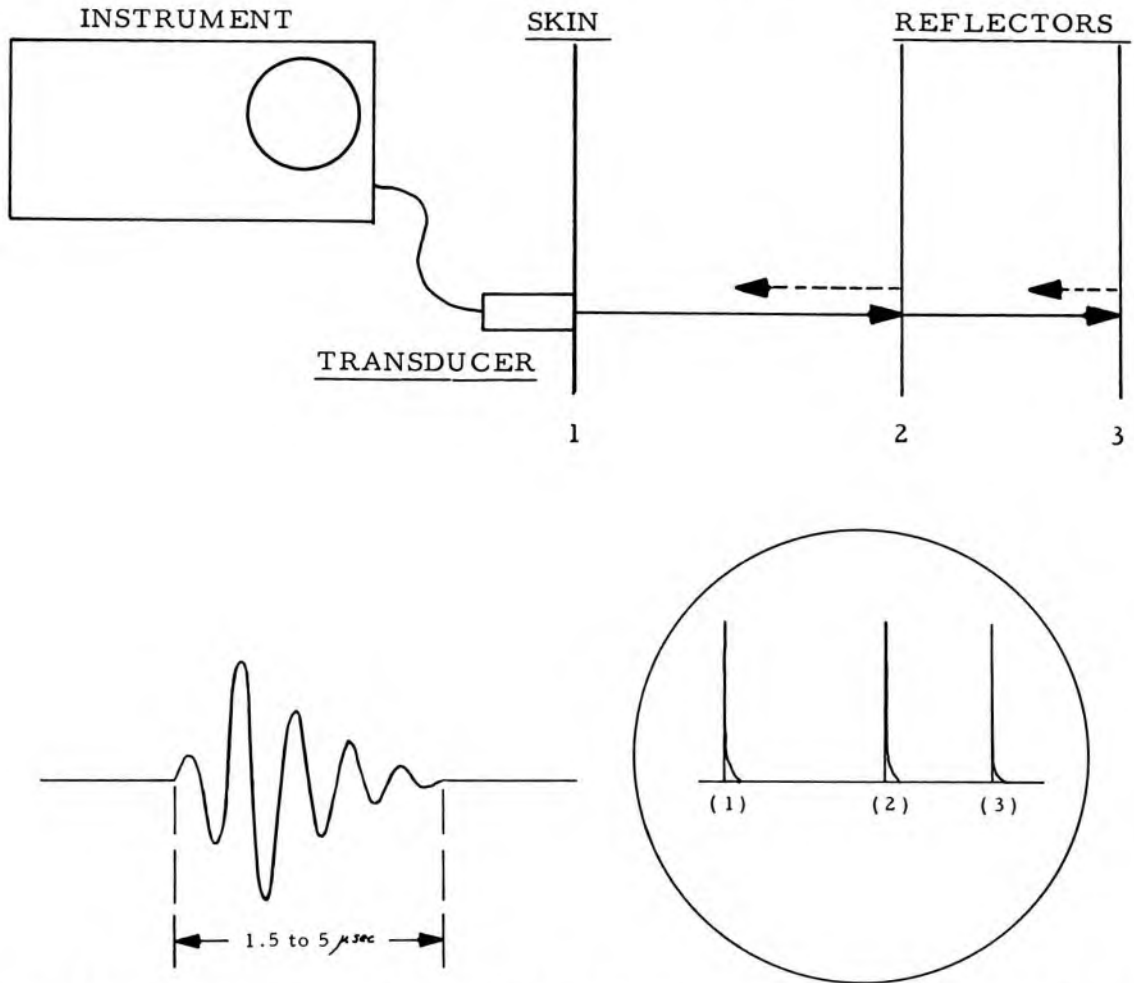 INSTRUMENT
SKIN
REFLECTORS
TRANSDUCER
1
2
3
1.5 to 5 μsec
(1)
(2)
(3)